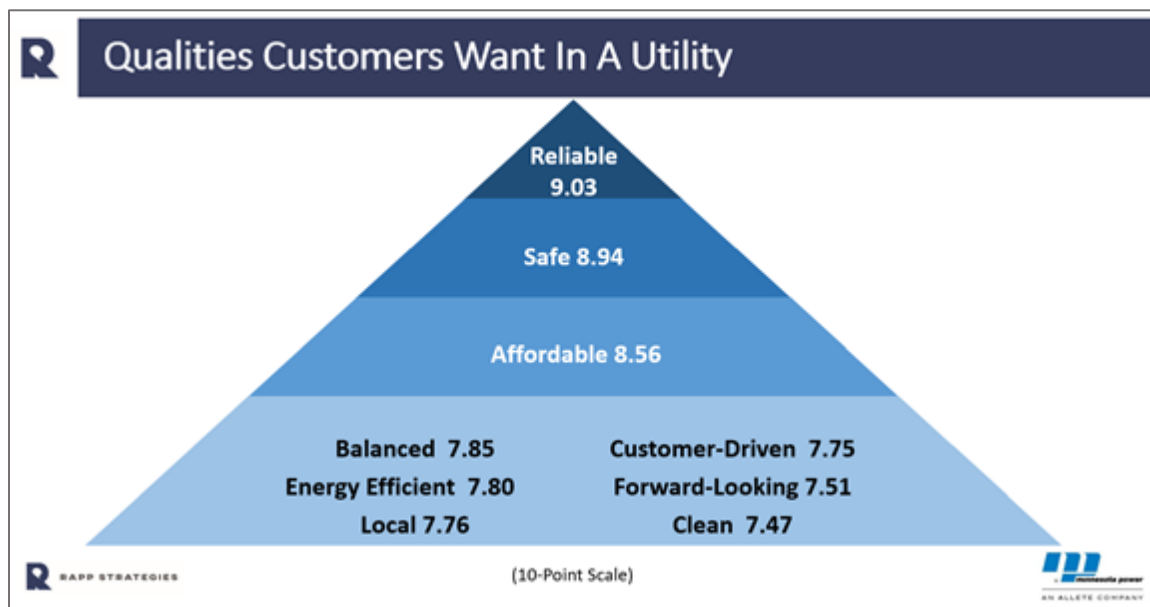 R Qualities Customers Want In A Utility
Reliable
9.03
Safe 8.94
Affordable 8.56
Balanced 7.85
Energy Efficient 7.80
Local 7.76
Customer-Driven 7.75
Forward-Looking 7.51
Clean 7.47
R RAPP STRATEGIES
(10-Point Scale)
mp
minnesota power
AN ALLETE COMPANY